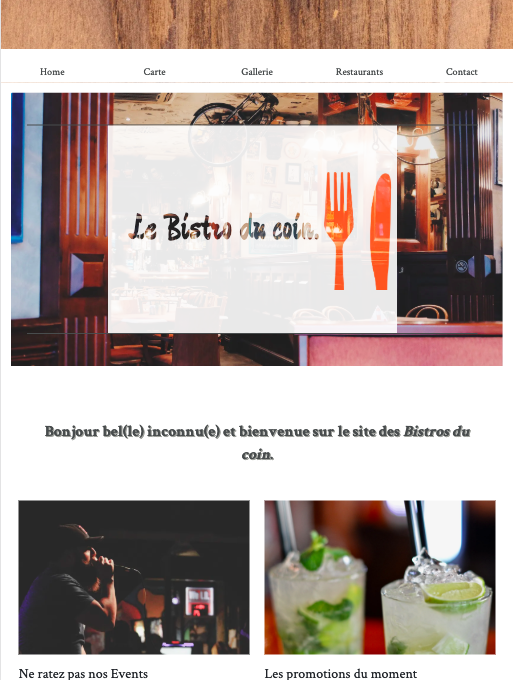 Home Carte Gallerie Restaurants Contact
Le Bistro du coin.
Bonjour bel(le) inconnu(e) et bienvenue sur le site des Bistros du
coin.
Ne ratez pas nos Events
Les promotions du moment